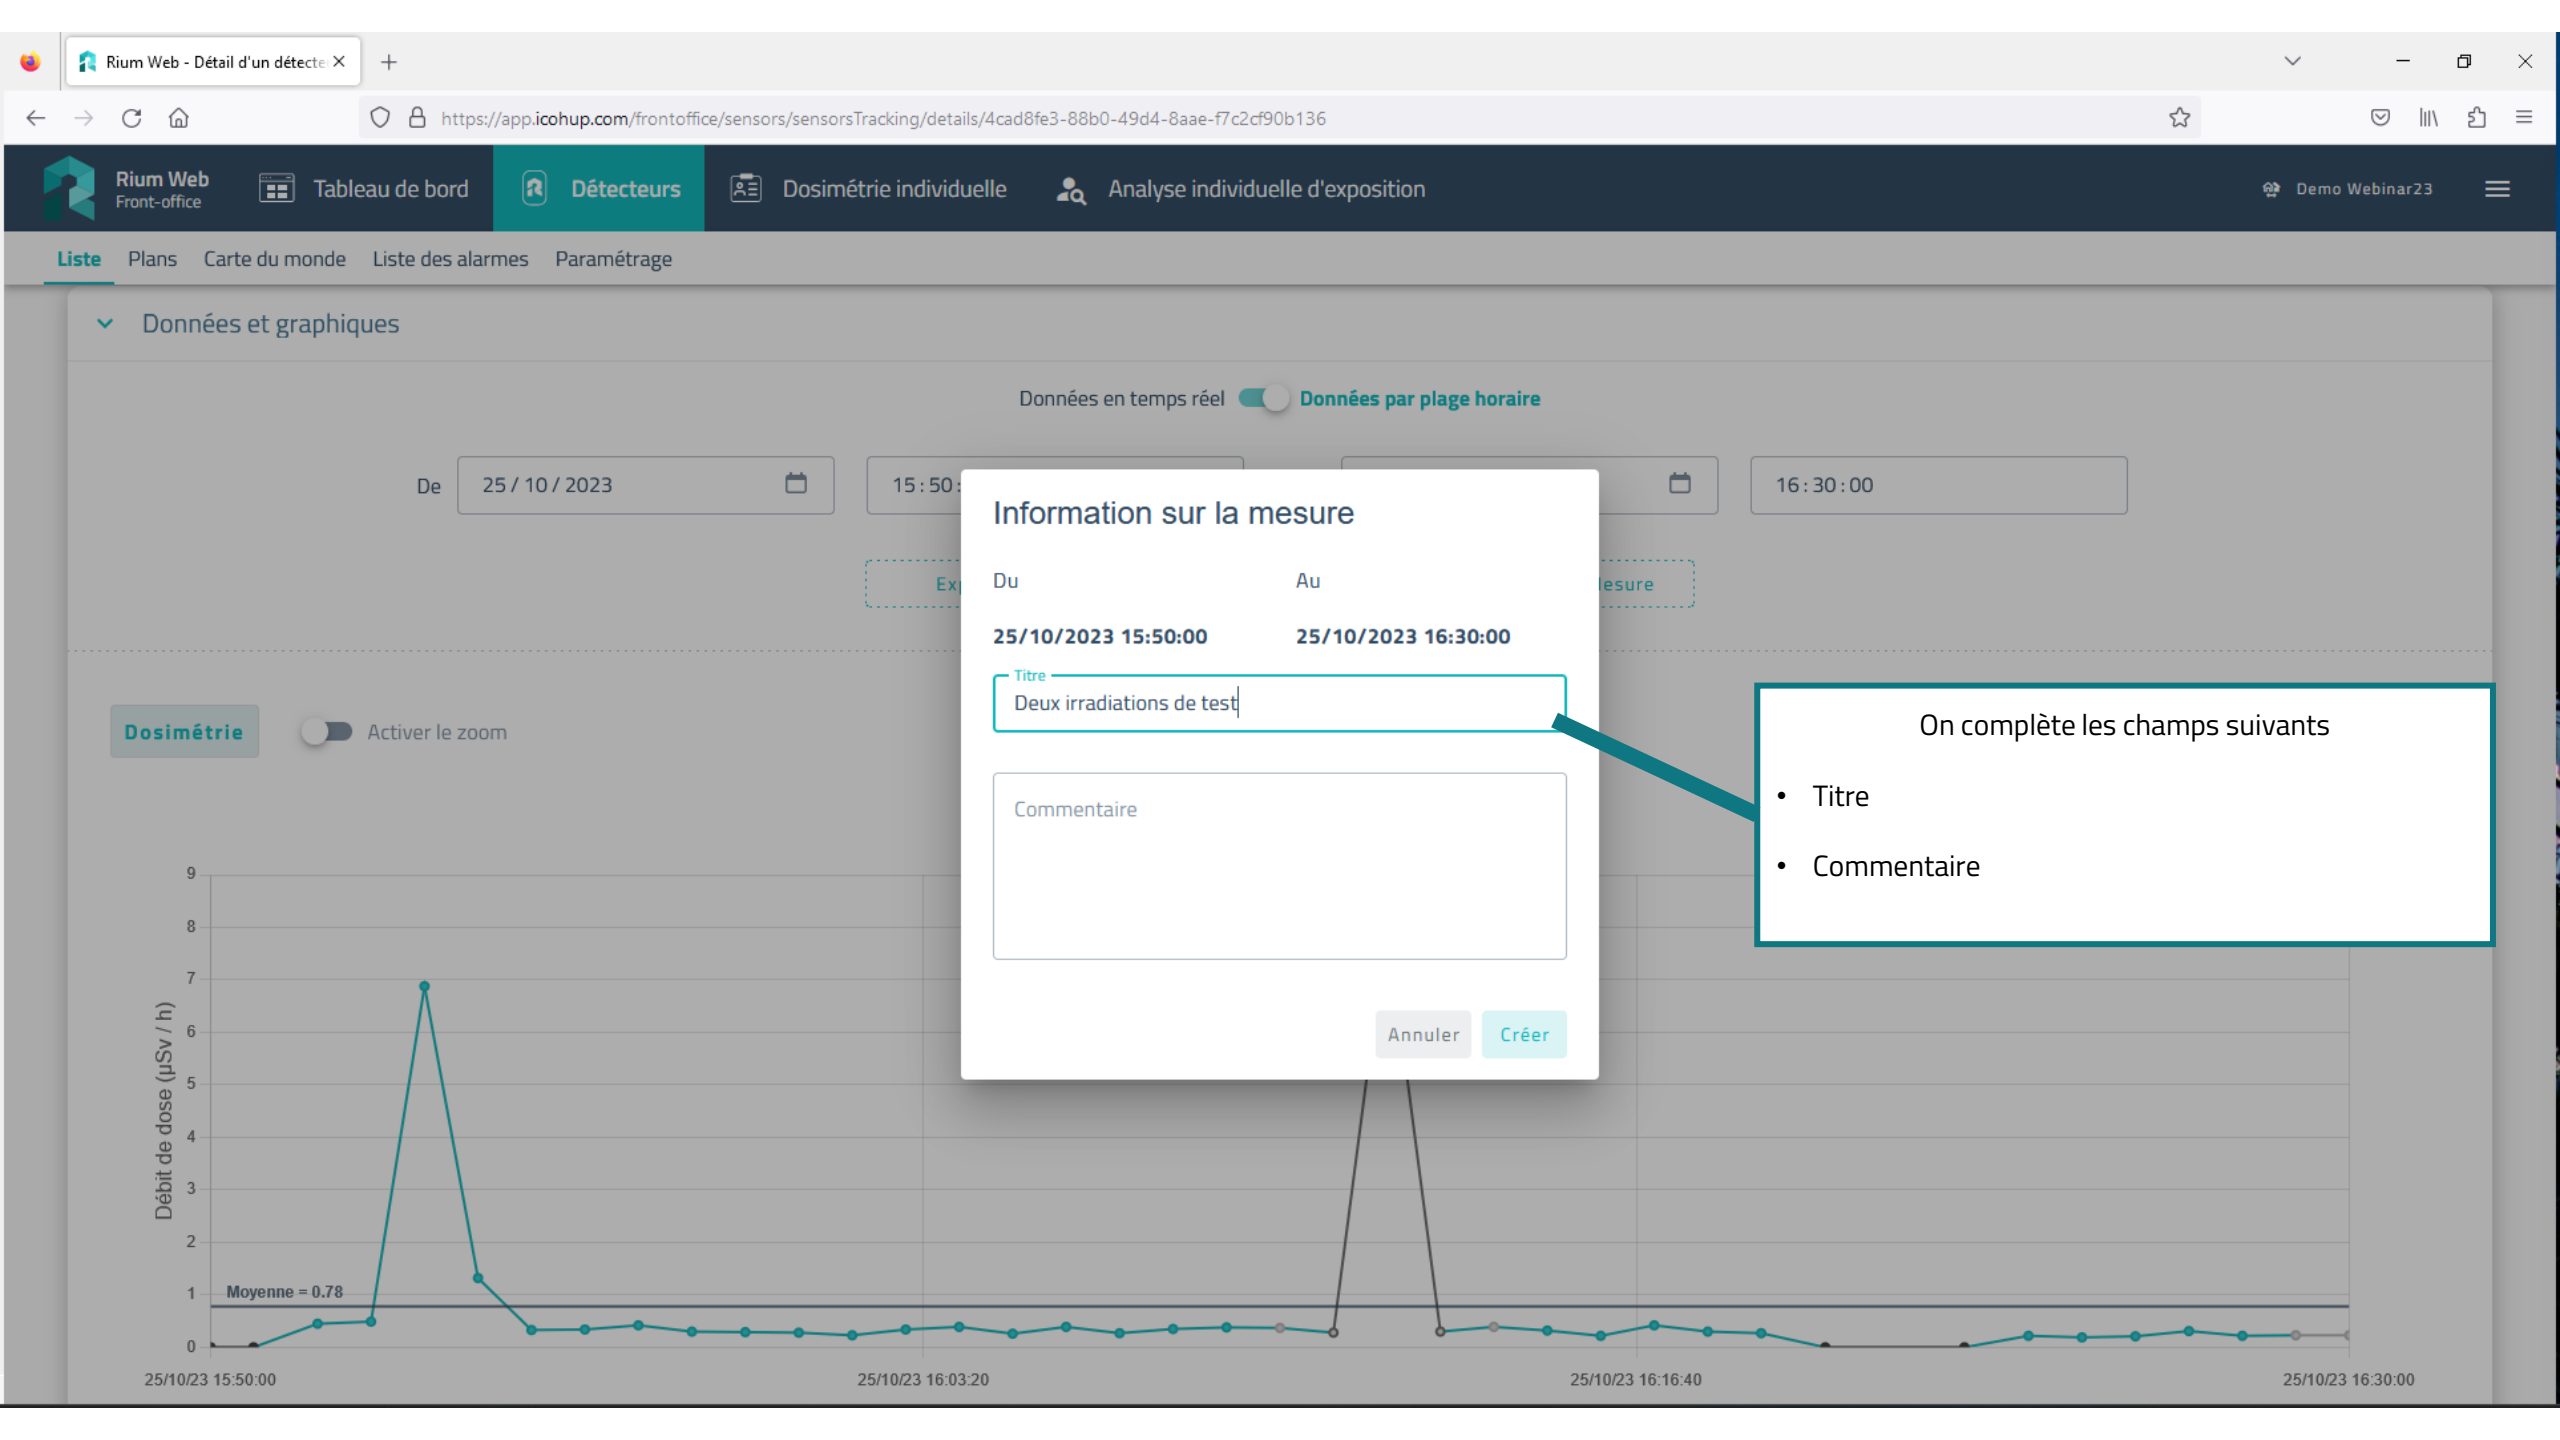 Rium Web - Détail d'un détecte
https://app.icohup.com/frontoffice/sensors/sensorsTracking/details/4cad8fe3-88b0-49d4-8aae-f7c2cf90b136
Rium Web
Front-office
Tableau de bord
Détecteurs
Dosimétrie individuelle
Analyse individuelle d'exposition
Demo Webinar23
Liste Plans Carte du monde Liste des alarmes Paramétrage
Données et graphiques
Données en temps réel Données par plage horaire
De 25 / 10 / 2023 15 : 50 : 16 : 30 : 00
Information sur la mesure
Du Au
25/10/2023 15:50:00 25/10/2023 16:30:00
Titre
Deux irradiations de test
Commentaire
Annuler Créer
On complète les champs suivants
• Titre
• Commentaire
Dosimétrie Activer le zoom
Débit de dose (µSv / h)
9
8
7
6
5
4
3
2
1
0
Moyenne = 0.78
25/10/23 15:50:00 25/10/23 16:03:20 25/10/23 16:16:40 25/10/23 16:30:00